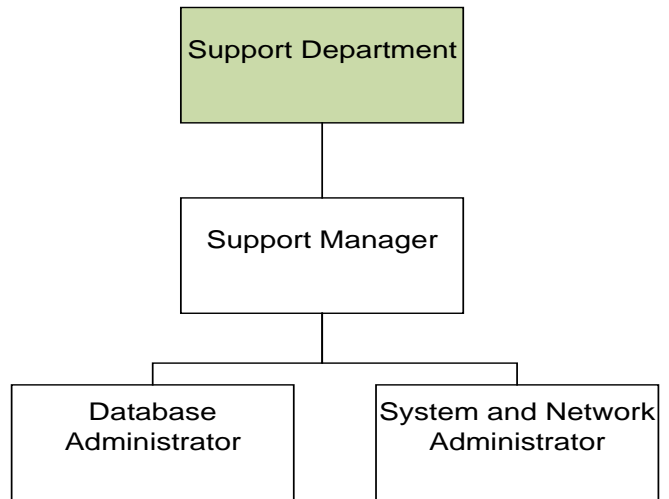 Support Department
Support Manager
Database
Administrator
System and Network
Administrator